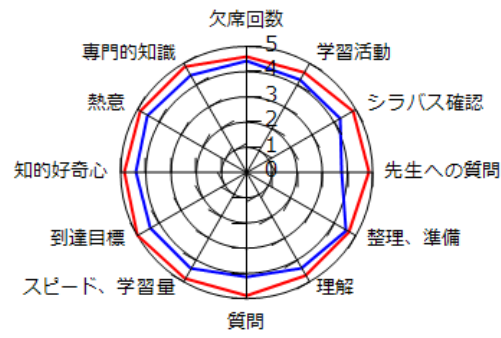 欠席回数
学習活動
シラバス確認
先生への質問
整理、準備
理解
質問
スピード、学習量
到達目標
知的好奇心
熱意
専門的知識
5
4
3
2
1
0